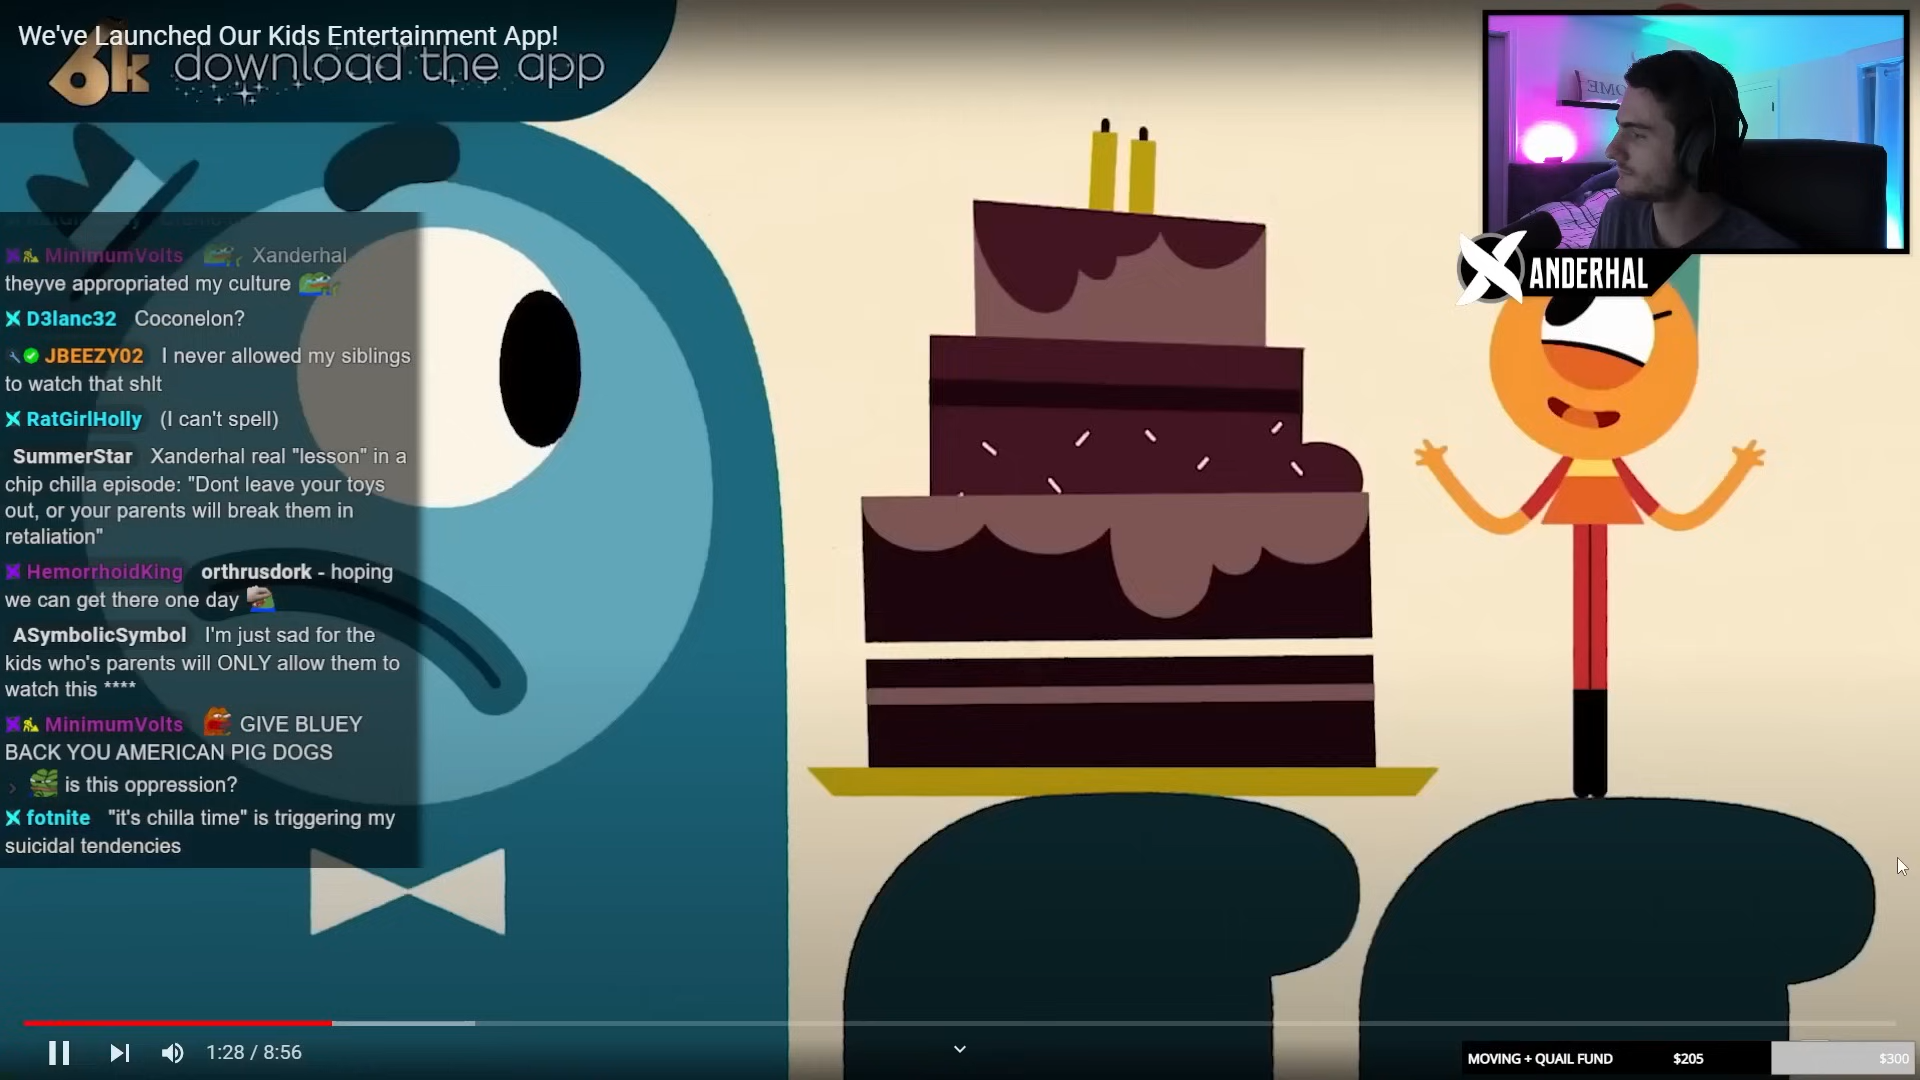 We've Launched Our Kids Entertainment App!
6k download the app
MinimumVolts Xanderhal
theyve appropriated my culture
D3lanc32 Coconelon?
JBEEZY02 I never allowed my siblings
to watch that shlt
RatGirlHolly (I can't spell)
SummerStar Xanderhal real "lesson" in a
chip chilla episode: "Dont leave your toys
out, or your parents will break them in
retaliation"
HemorrhoidKing orthrusdork - hoping
we can get there one day
ASymbolicSymbol I'm just sad for the
kids who's parents will ONLY allow them to
watch this ****
MinimumVolts GIVE BLUEY
BACK YOU AMERICAN PIG DOGS
is this oppression?
fotnite "it's chilla time" is triggering my
suicidal tendencies
XANDERHAL
1:28 / 8:56
MOVING + QUAIL FUND $205 $300